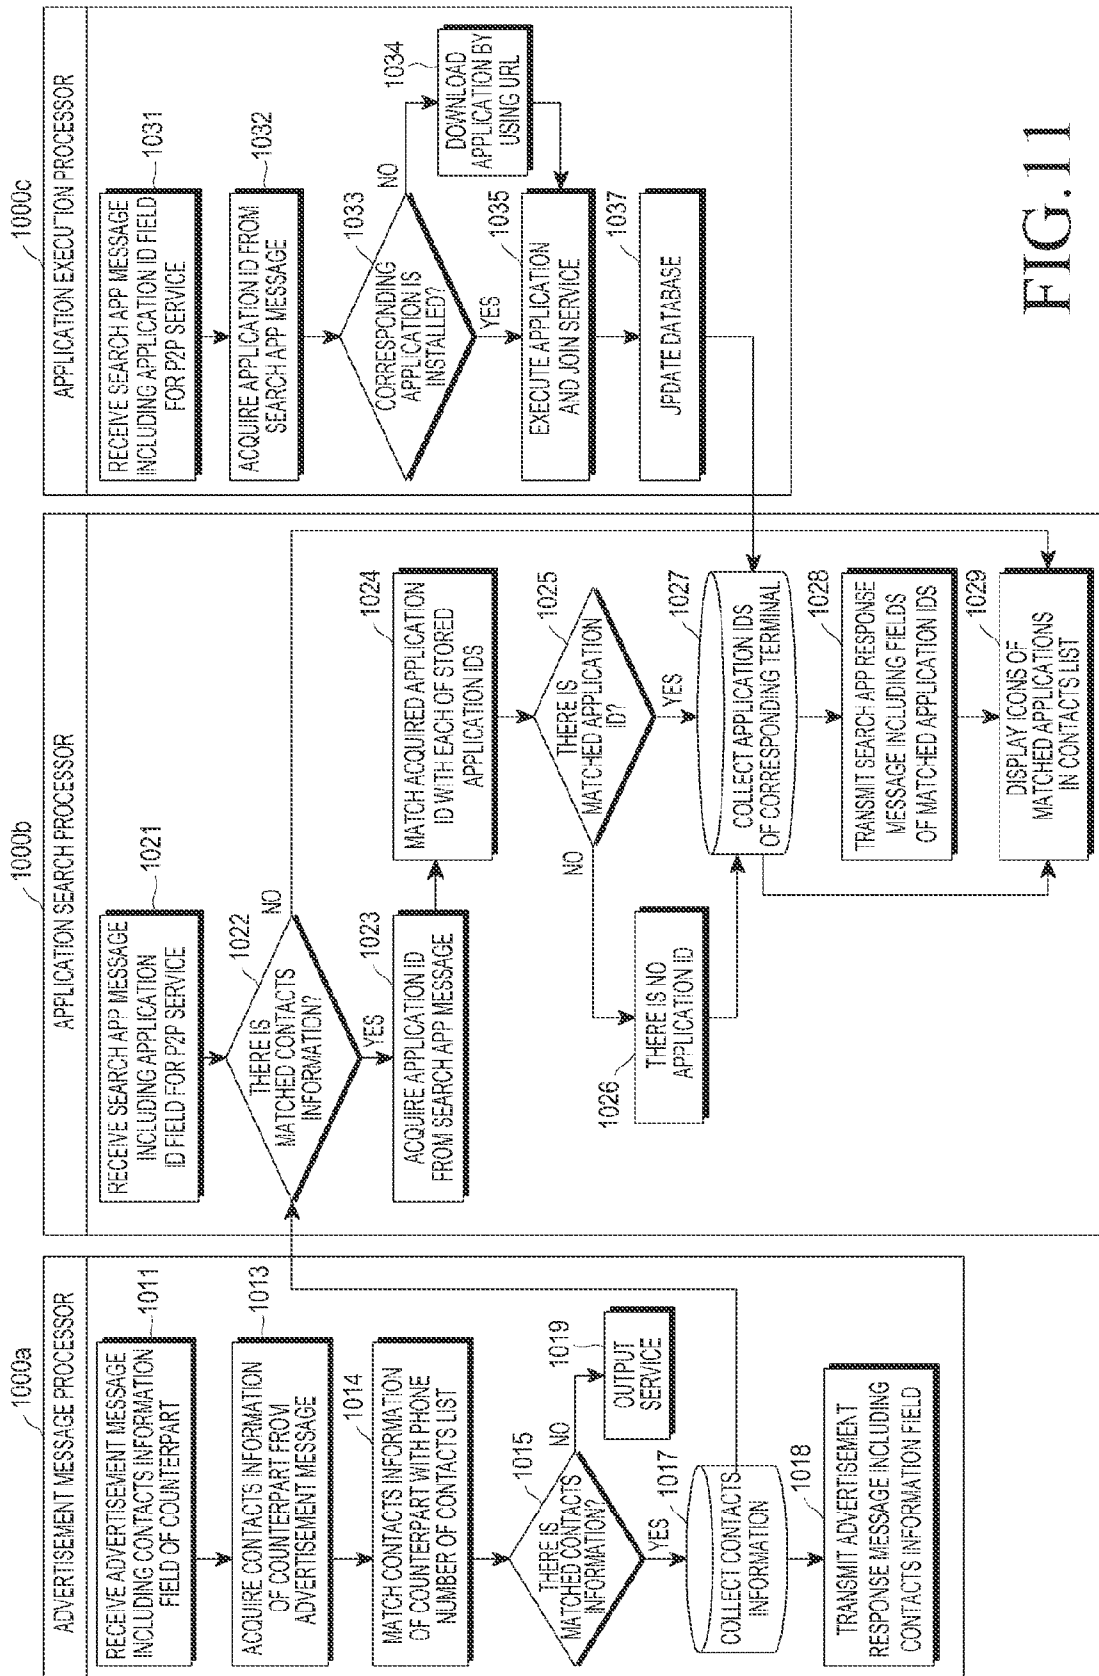 1000a
ADVERTISEMENT MESSAGE PROCESSOR
1011
RECEIVE ADVERTISEMENT MESSAGE
INCLUDING CONTACTS INFORMATION
FIELD OF COUNTERPART
1013
ACQUIRE CONTACTS INFORMATION
OF COUNTERPART FROM
ADVERTISEMENT MESSAGE
1014
MATCH CONTACTS INFORMATION
OF COUNTERPART WITH PHONE
NUMBER OF CONTACTS LIST
1015
THERE IS
MATCHED CONTACTS
INFORMATION?
NO
1019
OUTPUT
SERVICE
YES
1017
COLLECT CONTACTS
INFORMATION
1018
TRANSMIT ADVERTISEMENT
RESPONSE MESSAGE INCLUDING
CONTACTS INFORMATION FIELD
1000b
APPLICATION SEARCH PROCESSOR
1021
RECEIVE SEARCH APP MESSAGE
INCLUDING APPLICATION
ID FIELD FOR P2P SERVICE
1022
THERE IS
MATCHED CONTACTS
INFORMATION?
NO
YES
1023
ACQUIRE APPLICATION ID
FROM SEARCH APP MESSAGE
1024
MATCH ACQUIRED APPLICATION
ID WITH EACH OF STORED
APPLICATION IDS
1025
THERE IS
MATCHED APPLICATION
ID?
NO
YES
1026
THERE IS NO
APPLICATION ID
1027
COLLECT APPLICATION IDS
OF CORRESPONDING TERMINAL
1028
TRANSMIT SEARCH APP RESPONSE
MESSAGE INCLUDING FIELDS
OF MATCHED APPLICATION IDS
1029
DISPLAY ICONS OF
MATCHED APPLICATIONS
IN CONTACTS LIST
1000c
APPLICATION EXECUTION PROCESSOR
1031
RECEIVE SEARCH APP MESSAGE
INCLUDING APPLICATION ID FIELD
FOR P2P SERVICE
1032
ACQUIRE APPLICATION ID FROM
SEARCH APP MESSAGE
1033
CORRESPONDING
APPLICATION IS
INSTALLED?
NO
1034
DOWNLOAD
APPLICATION BY
USING URL
YES
1035
EXECUTE APPLICATION
AND JOIN SERVICE
1037
JPDATE DATABASE
FIG.11